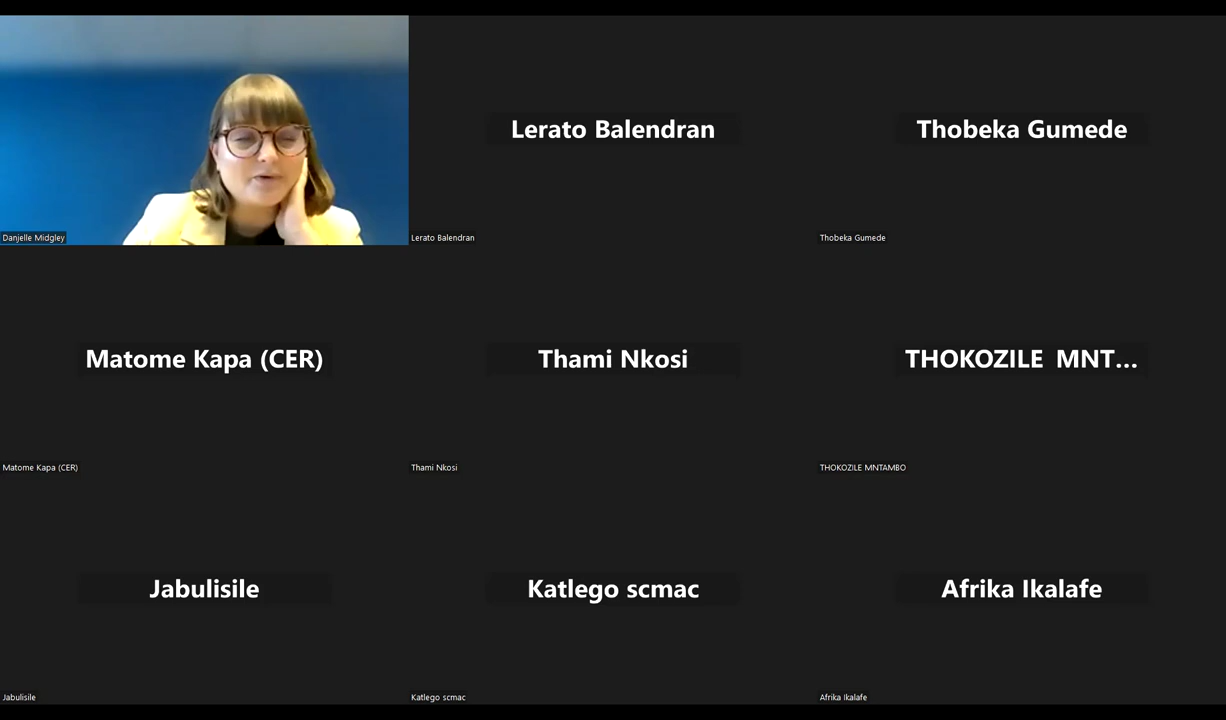 Lerato Balendran
Thobeka Gumede
Danjelle Midgley
Lerato Balendran
Thobeka Gumede
Matome Kapa (CER)
Thami Nkosi
THOKOZILE MNT...
Matome Kapa (CER)
Thami Nkosi
THOKOZILE MNTAMBO
Jabulisile
Katlego scmac
Afrika Ikalafe
Jabulisile
Katlego scmac
Afrika Ikalafe